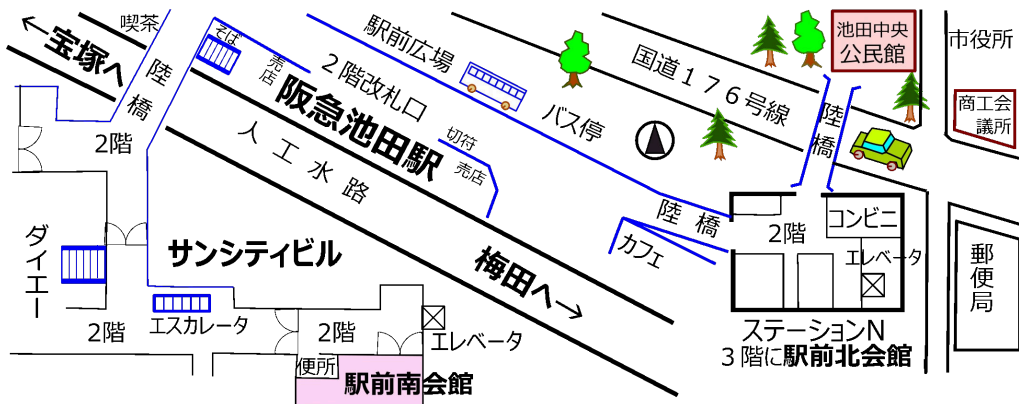 ←宝塚へ
喫茶
陸橋
2階
そば
売店
2階改札口
阪急池田駅
切符
売店
人工水路
梅田へ→
駅前広場
バス停
国道176号線
池田中央
公民館
市役所
商工会
議所
陸橋
陸橋
カフェ
2階
コンビニ
エレベータ
郵便局
ステーションN
3階に駅前北会館
ダイエー
サンシティビル
エスカレータ
2階
2階
エレベータ
便所
駅前南会館